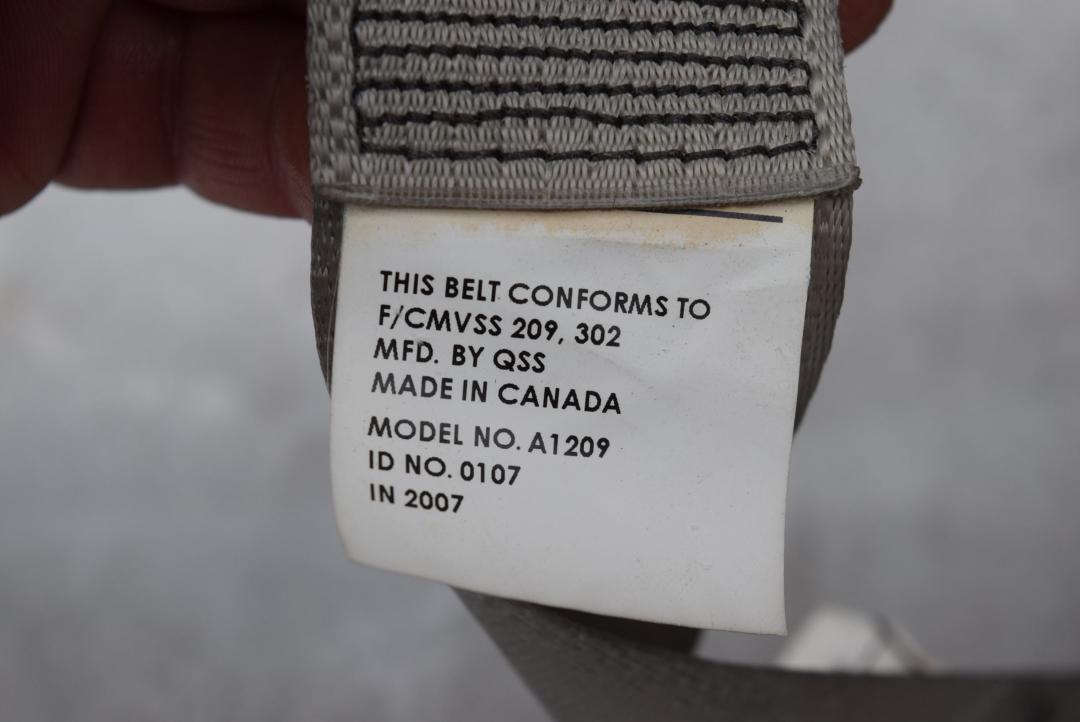 THIS BELT CONFORMS TO
F/CMVSS 209, 302
MFD. BY QSS
MADE IN CANADA
MODEL NO. A1209
ID NO. 0107
IN 2007